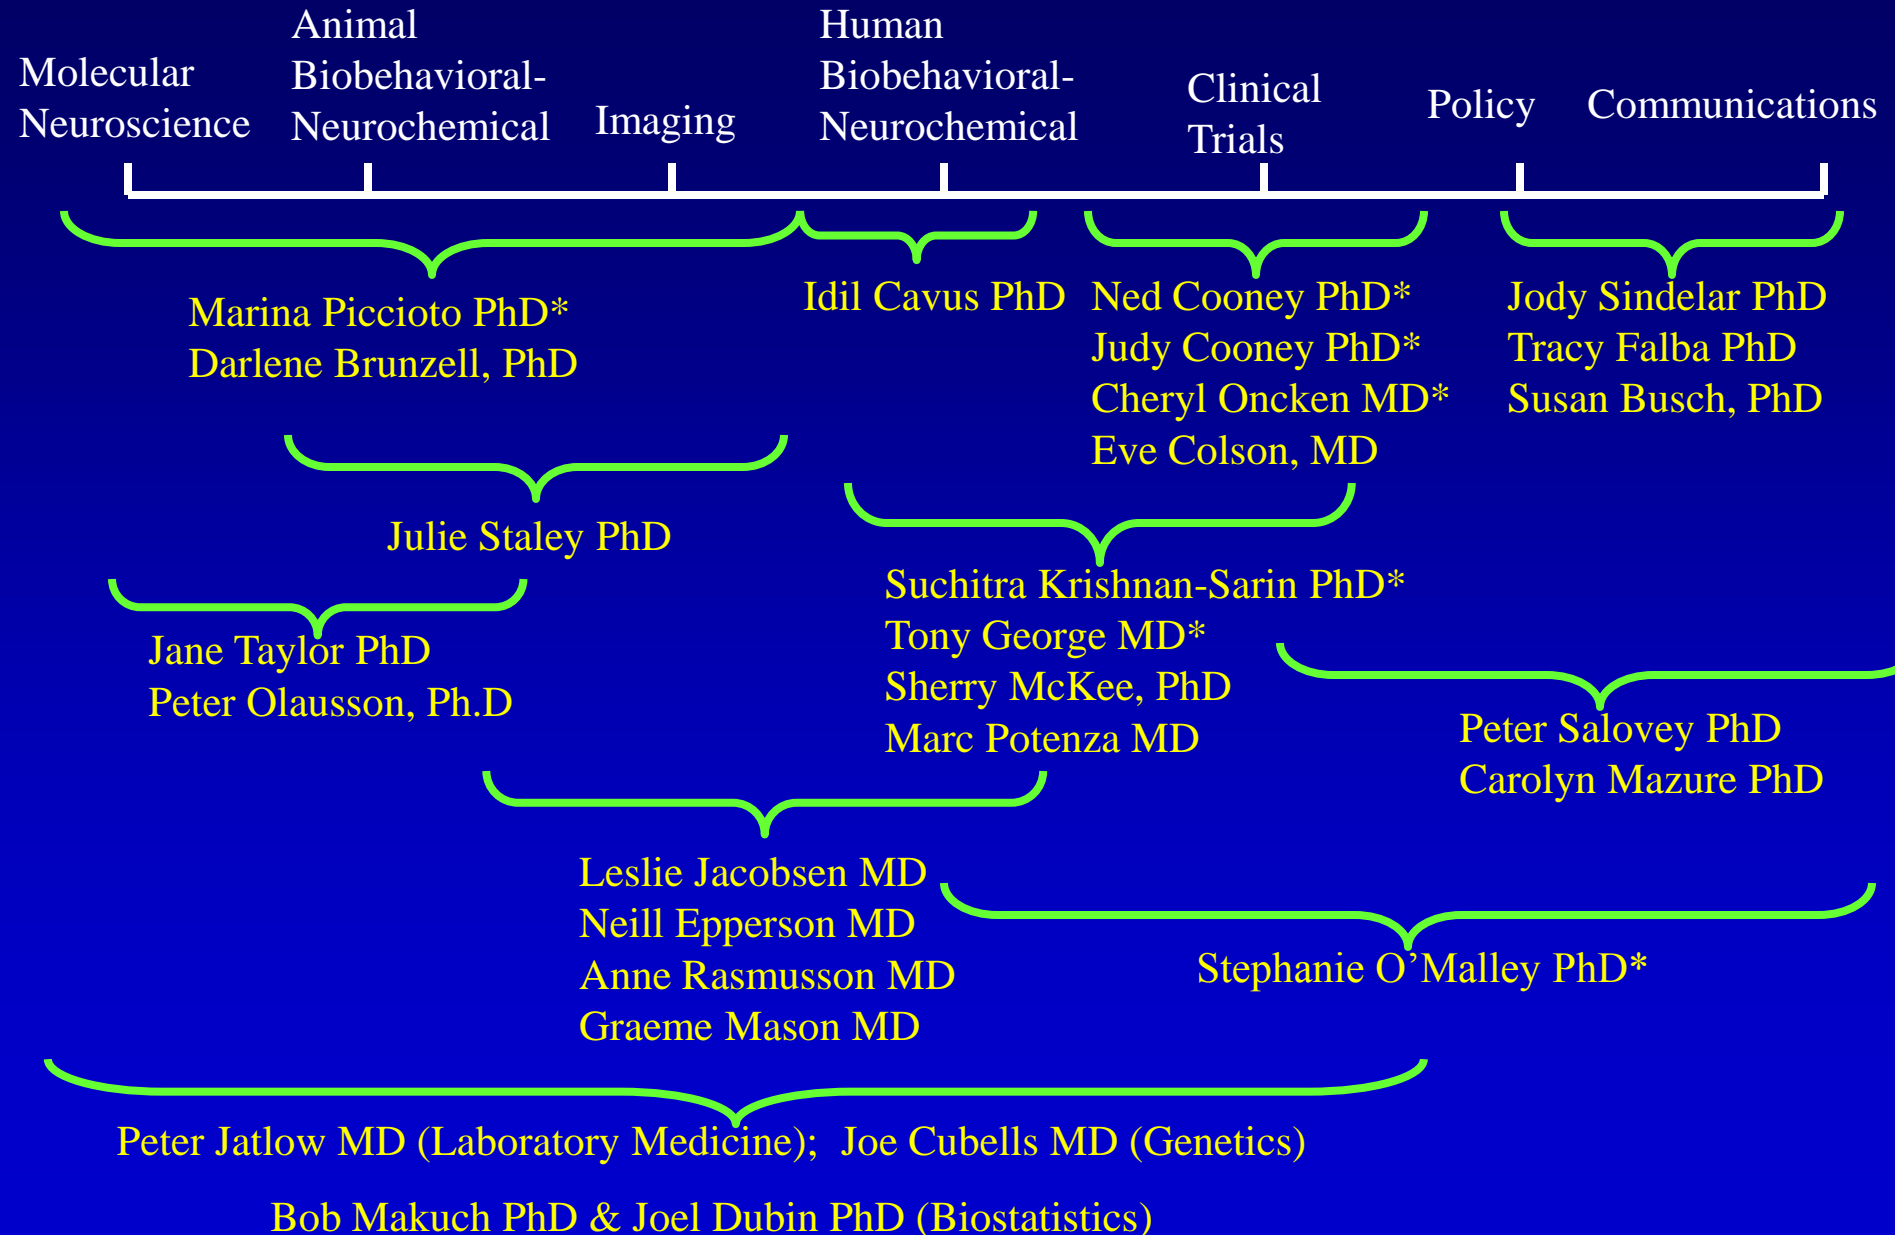 Molecular
Neuroscience
Animal
Biobehavioral-
Neurochemical
Imaging
Human
Biobehavioral-
Neurochemical
Clinical
Trials
Policy
Communications
Marina Piccioto PhD*
Darlene Brunzell, PhD
Idil Cavus PhD
Ned Cooney PhD*
Judy Cooney PhD*
Cheryl Oncken MD*
Eve Colson, MD
Jody Sindelar PhD
Tracy Falba PhD
Susan Busch, PhD
Julie Staley PhD
Suchitra Krishnan-Sarin PhD*
Tony George MD*
Sherry McKee, PhD
Marc Potenza MD
Jane Taylor PhD
Peter Olausson, Ph.D
Peter Salovey PhD
Carolyn Mazure PhD
Leslie Jacobsen MD
Neill Epperson MD
Anne Rasmusson MD
Graeme Mason MD
Stephanie O’Malley PhD*
Peter Jatlow MD (Laboratory Medicine);  Joe Cubells MD (Genetics)
Bob Makuch PhD & Joel Dubin PhD (Biostatistics)